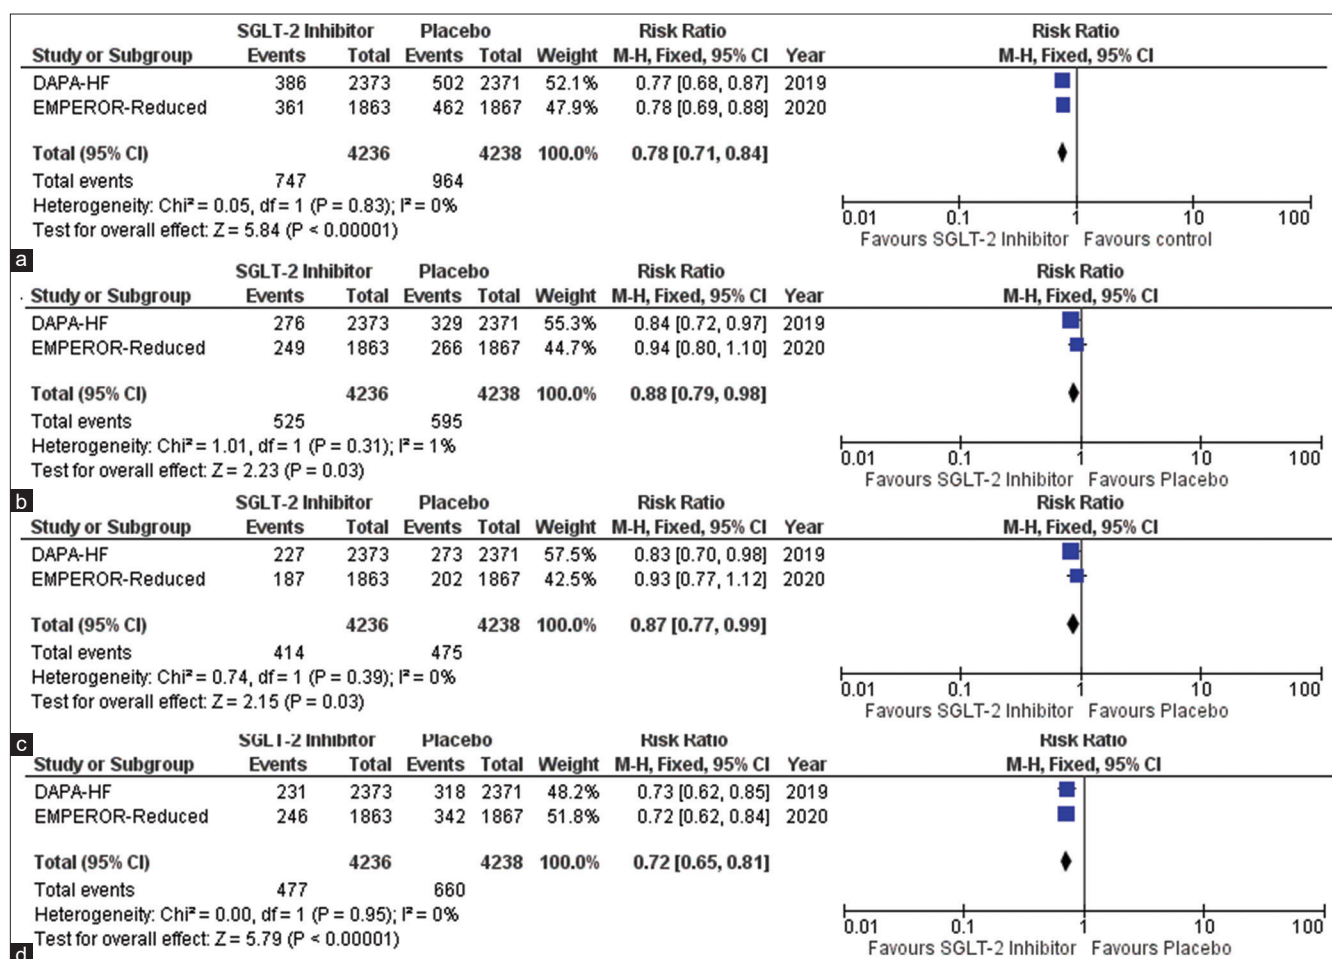 SGLT-2 Inhibitor Placebo Risk Ratio Risk Ratio
Study or Subgroup Events Total Events Total Weight M-H, Fixed, 95% CI Year M-H, Fixed, 95% CI
DAPA-HF 386 2373 502 2371 52.1% 0.77 [0.68, 0.87] 2019
EMPEROR-Reduced 361 1863 462 1867 47.9% 0.78 [0.69, 0.88] 2020
Total (95% CI) 4236 4238 100.0% 0.78 [0.71, 0.84]
Total events 747 964
Heterogeneity: Chi² = 0.05, df = 1 (P = 0.83); I² = 0%
Test for overall effect: Z = 5.84 (P < 0.00001)
0.01 0.1 1 10 100
Favours SGLT-2 Inhibitor Favours control
a
SGLT-2 Inhibitor Placebo Risk Ratio Risk Ratio
Study or Subgroup Events Total Events Total Weight M-H, Fixed, 95% CI Year M-H, Fixed, 95% CI
DAPA-HF 276 2373 329 2371 55.3% 0.84 [0.72, 0.97] 2019
EMPEROR-Reduced 249 1863 266 1867 44.7% 0.94 [0.80, 1.10] 2020
Total (95% CI) 4236 4238 100.0% 0.88 [0.79, 0.98]
Total events 525 595
Heterogeneity: Chi² = 1.01, df = 1 (P = 0.31); I² = 1%
Test for overall effect: Z = 2.23 (P = 0.03)
0.01 0.1 1 10 100
Favours SGLT-2 Inhibitor Favours Placebo
b
SGLT-2 Inhibitor Placebo Risk Ratio Risk Ratio
Study or Subgroup Events Total Events Total Weight M-H, Fixed, 95% CI Year M-H, Fixed, 95% CI
DAPA-HF 227 2373 273 2371 57.5% 0.83 [0.70, 0.98] 2019
EMPEROR-Reduced 187 1863 202 1867 42.5% 0.93 [0.77, 1.12] 2020
Total (95% CI) 4236 4238 100.0% 0.87 [0.77, 0.99]
Total events 414 475
Heterogeneity: Chi² = 0.74, df = 1 (P = 0.39); I² = 0%
Test for overall effect: Z = 2.15 (P = 0.03)
0.01 0.1 1 10 100
Favours SGLT-2 Inhibitor Favours Placebo
c
SGLT-2 Inhibitor Placebo Risk Ratio Risk Ratio
Study or Subgroup Events Total Events Total Weight M-H, Fixed, 95% CI Year M-H, Fixed, 95% CI
DAPA-HF 231 2373 318 2371 48.2% 0.73 [0.62, 0.85] 2019
EMPEROR-Reduced 246 1863 342 1867 51.8% 0.72 [0.62, 0.84] 2020
Total (95% CI) 4236 4238 100.0% 0.72 [0.65, 0.81]
Total events 477 660
Heterogeneity: Chi² = 0.00, df = 1 (P = 0.95); I² = 0%
Test for overall effect: Z = 5.79 (P < 0.00001)
0.01 0.1 1 10 100
Favours SGLT-2 Inhibitor Favours Placebo
d